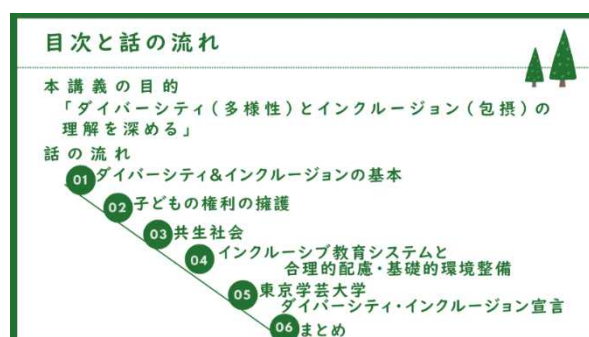 目次と話の流れ
本講義の目的
「ダイバーシティ(多様性)とインクルージョン(包摂)の
理解を深める」
話の流れ
01 ダイバーシティ&インクルージョンの基本
02 子どもの権利の擁護
03 共生社会
04 インクルーシブ教育システムと
合理的配慮・基礎的環境整備
05 東京学芸大学
ダイバーシティ・インクルージョン宣言
06 まとめ